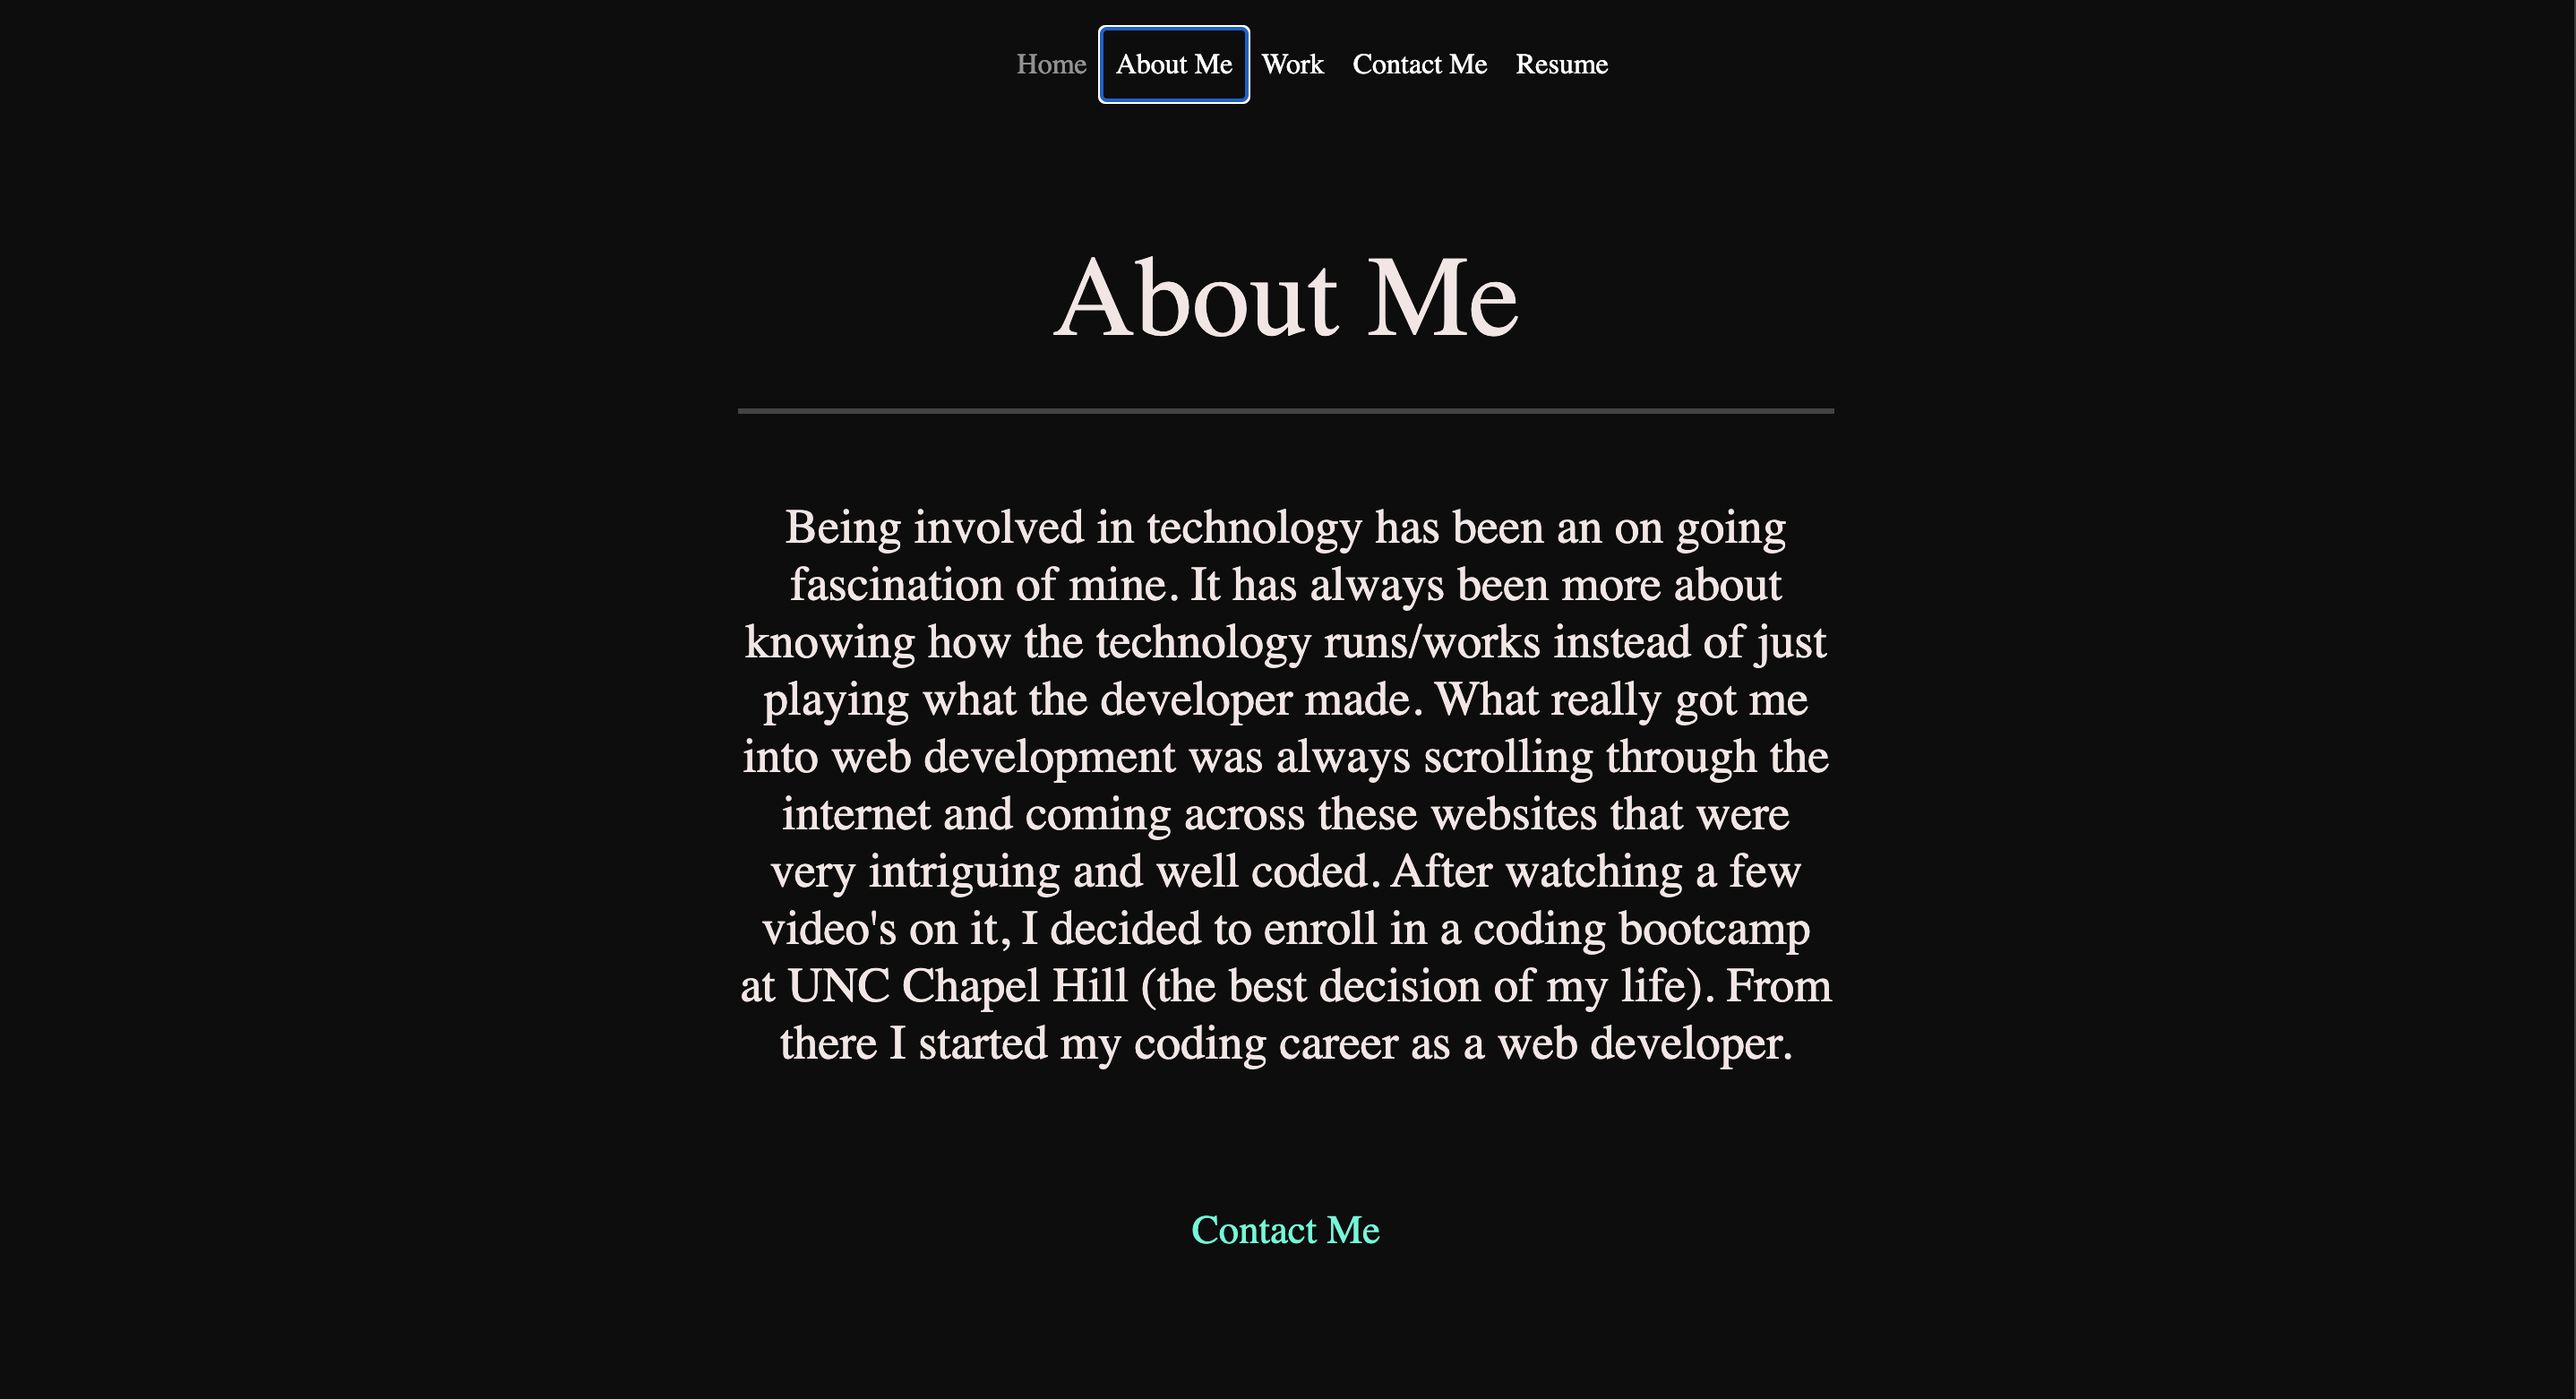 Home About Me Work Contact Me Resume
About Me
Being involved in technology has been an on going
fascination of mine. It has always been more about
knowing how the technology runs/works instead of just
playing what the developer made. What really got me
into web development was always scrolling through the
internet and coming across these websites that were
very intriguing and well coded. After watching a few
video's on it, I decided to enroll in a coding bootcamp
at UNC Chapel Hill (the best decision of my life). From
there I started my coding career as a web developer.
Contact Me